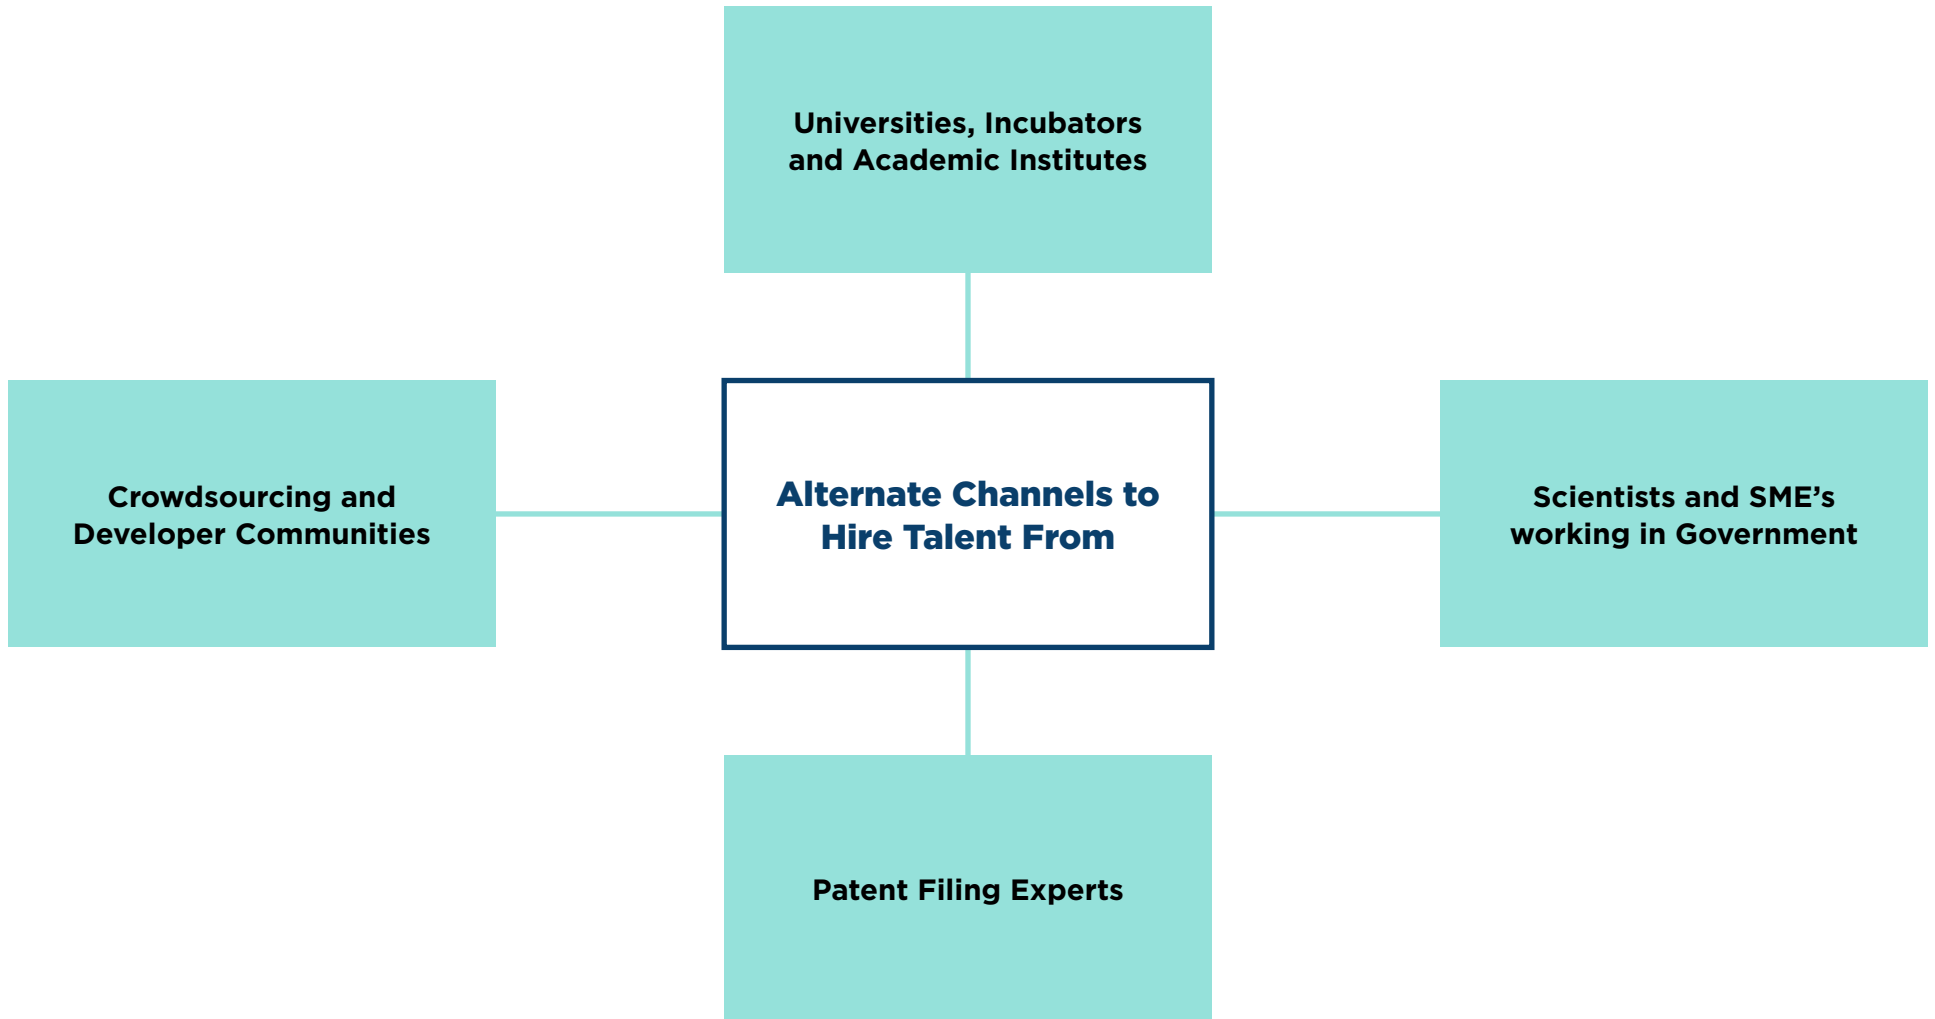 Universities, Incubators
and Academic Institutes
Crowdsourcing and
Developer Communities
Alternate Channels to
Hire Talent From
Scientists and SME’s
working in Government
Patent Filing Experts